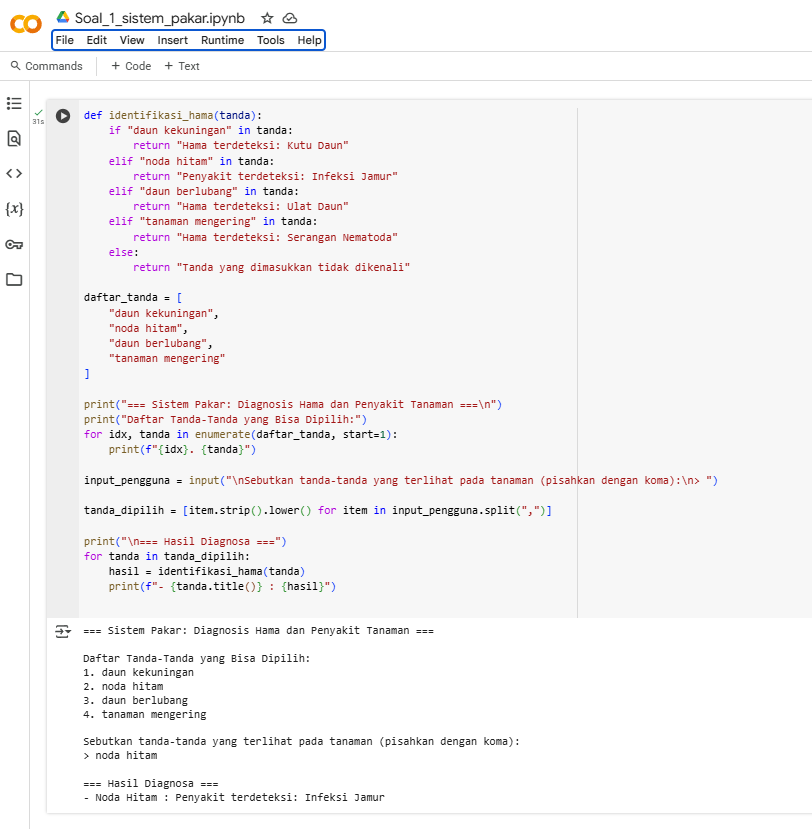 Soal_1_sistem_pakar.ipynb
File Edit View Insert Runtime Tools Help
Commands + Code + Text
31s
def identifikasi_hama(tanda):
    if "daun kekuningan" in tanda:
        return "Hama terdeteksi: Kutu Daun"
    elif "noda hitam" in tanda:
        return "Penyakit terdeteksi: Infeksi Jamur"
    elif "daun berlubang" in tanda:
        return "Hama terdeteksi: Ulat Daun"
    elif "tanaman mengering" in tanda:
        return "Hama terdeteksi: Serangan Nematoda"
    else:
        return "Tanda yang dimasukkan tidak dikenali"
daftar_tanda = [
    "daun kekuningan",
    "noda hitam",
    "daun berlubang",
    "tanaman mengering"
]
print("=== Sistem Pakar: Diagnosis Hama dan Penyakit Tanaman ===\n")
print("Daftar Tanda-Tanda yang Bisa Dipilih:")
for idx, tanda in enumerate(daftar_tanda, start=1):
    print(f"{idx}. {tanda}")
input_pengguna = input("\nSebutkan tanda-tanda yang terlihat pada tanaman (pisahkan dengan koma):\n> ")
tanda_dipilih = [item.strip().lower() for item in input_pengguna.split(",")]
print("\n=== Hasil Diagnosa ===")
for tanda in tanda_dipilih:
    hasil = identifikasi_hama(tanda)
    print(f"- {tanda.title()} : {hasil}")
=== Sistem Pakar: Diagnosis Hama dan Penyakit Tanaman ===
Daftar Tanda-Tanda yang Bisa Dipilih:
1. daun kekuningan
2. noda hitam
3. daun berlubang
4. tanaman mengering
Sebutkan tanda-tanda yang terlihat pada tanaman (pisahkan dengan koma):
> noda hitam
=== Hasil Diagnosa ===
- Noda Hitam : Penyakit terdeteksi: Infeksi Jamur